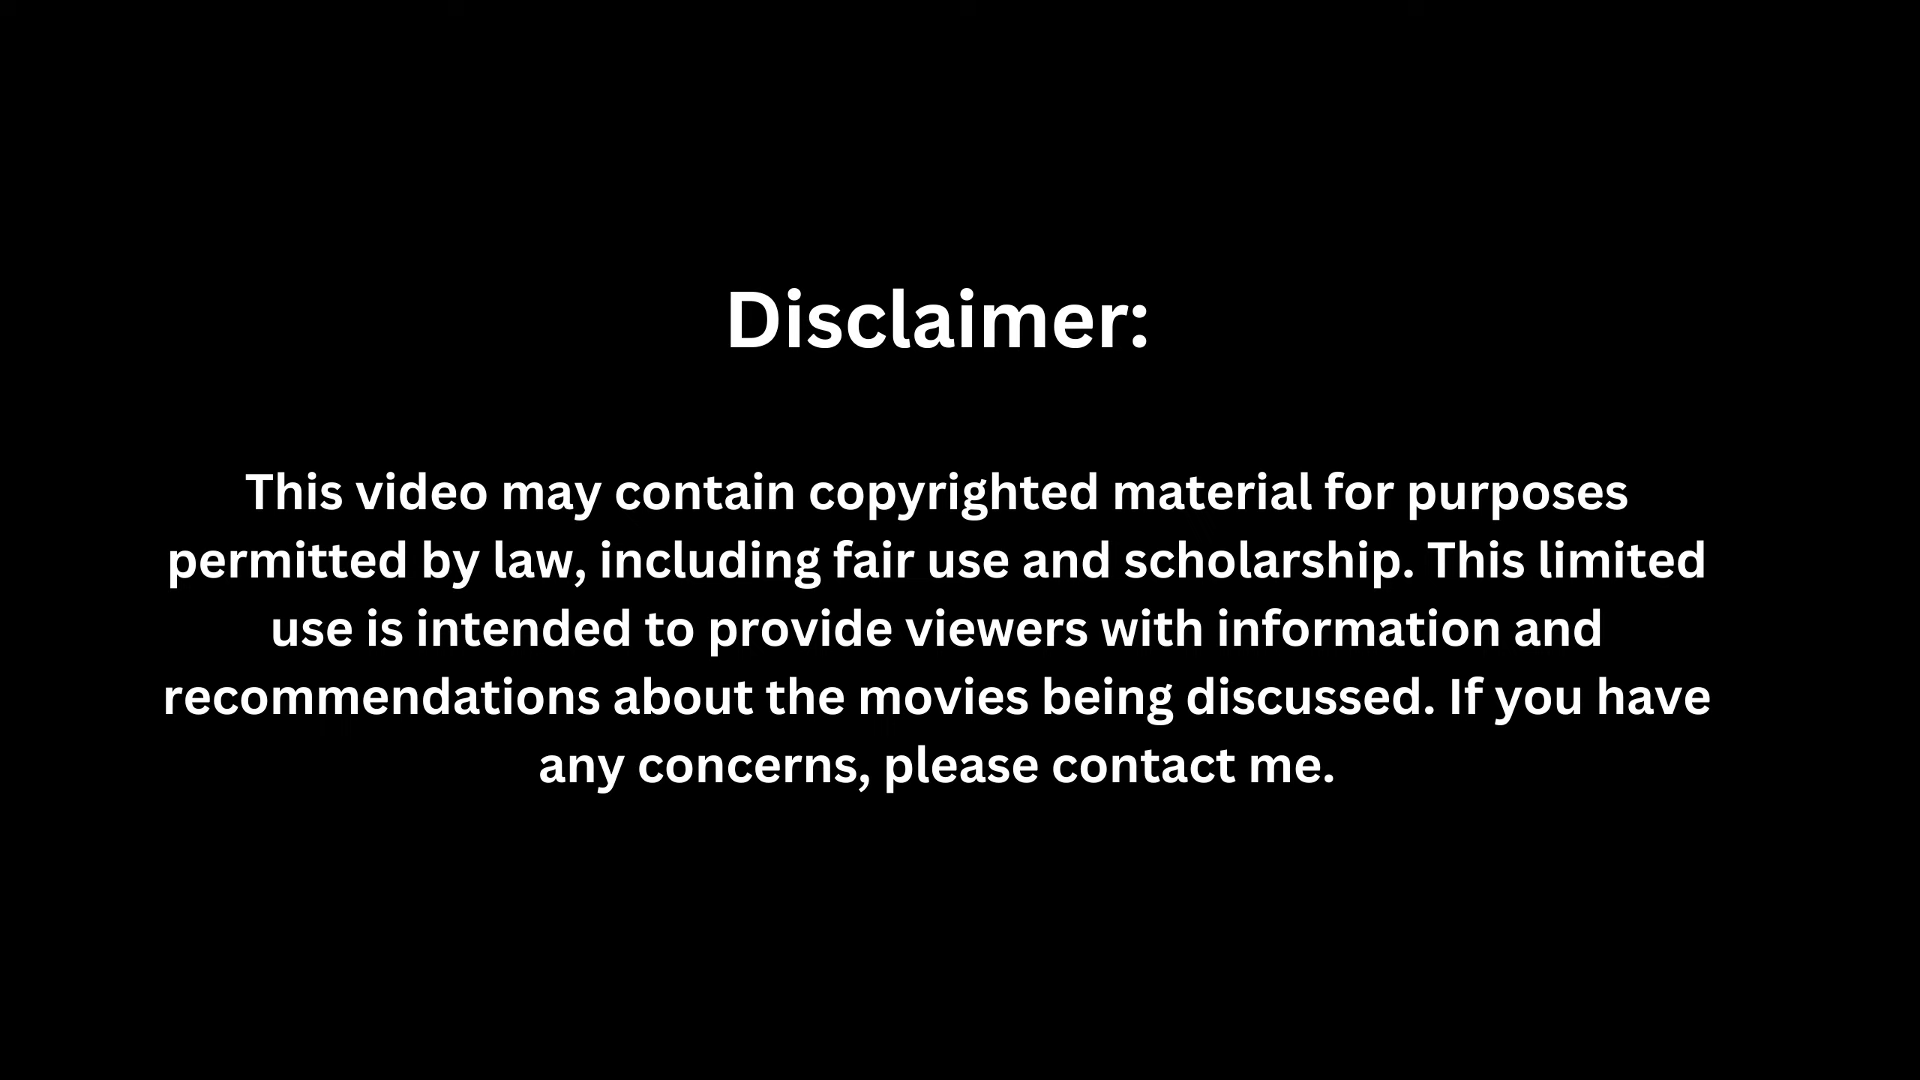 Disclaimer:
This video may contain copyrighted material for purposes
permitted by law, including fair use and scholarship. This limited
use is intended to provide viewers with information and
recommendations about the movies being discussed. If you have
any concerns, please contact me.